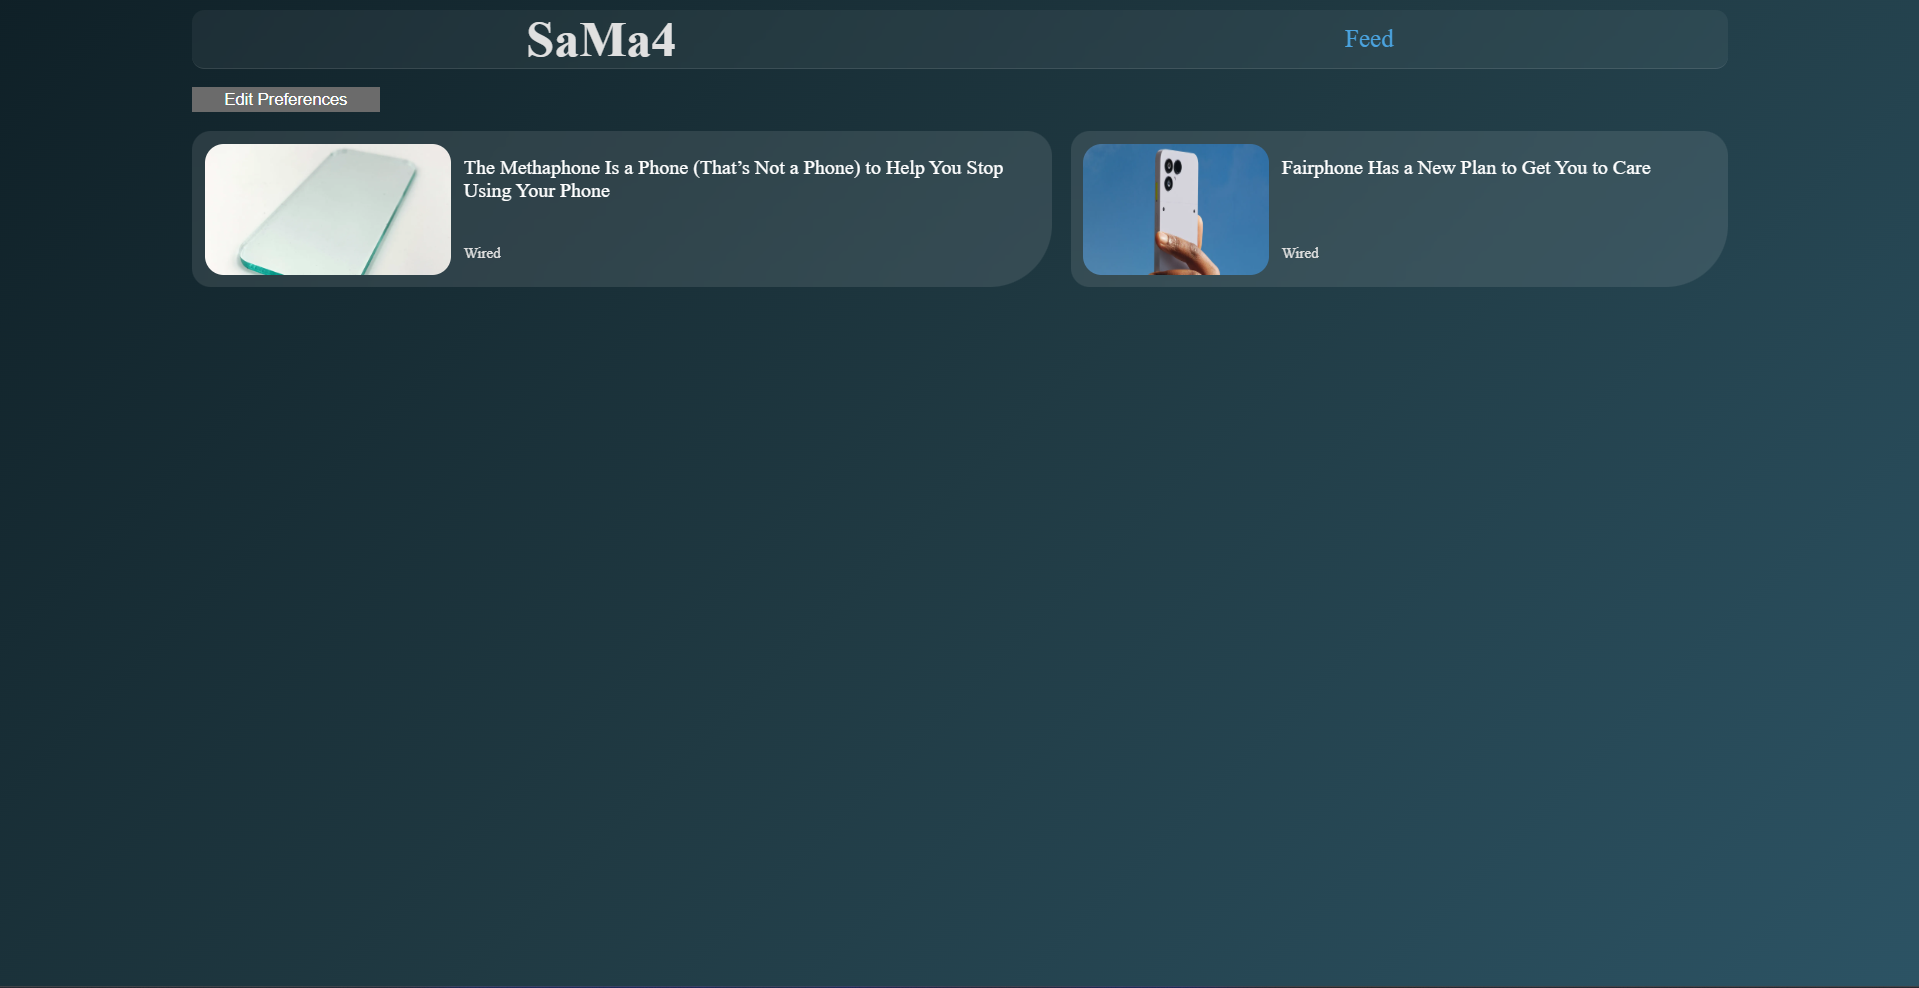 SaMa4
Feed
Edit Preferences
The Methaphone Is a Phone (That’s Not a Phone) to Help You Stop
Using Your Phone
Wired
Fairphone Has a New Plan to Get You to Care
Wired